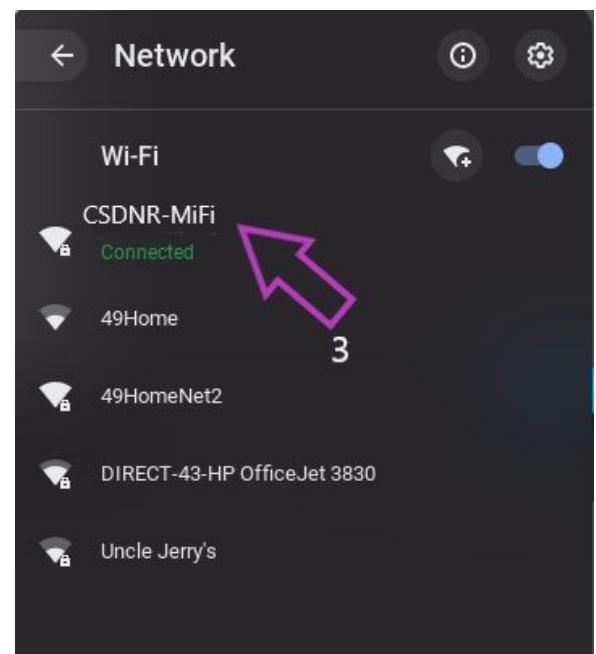 Network
Wi-Fi
CSDNR-MiFi
Connected
49Home
3
49HomeNet2
DIRECT-43-HP OfficeJet 3830
Uncle Jerry's